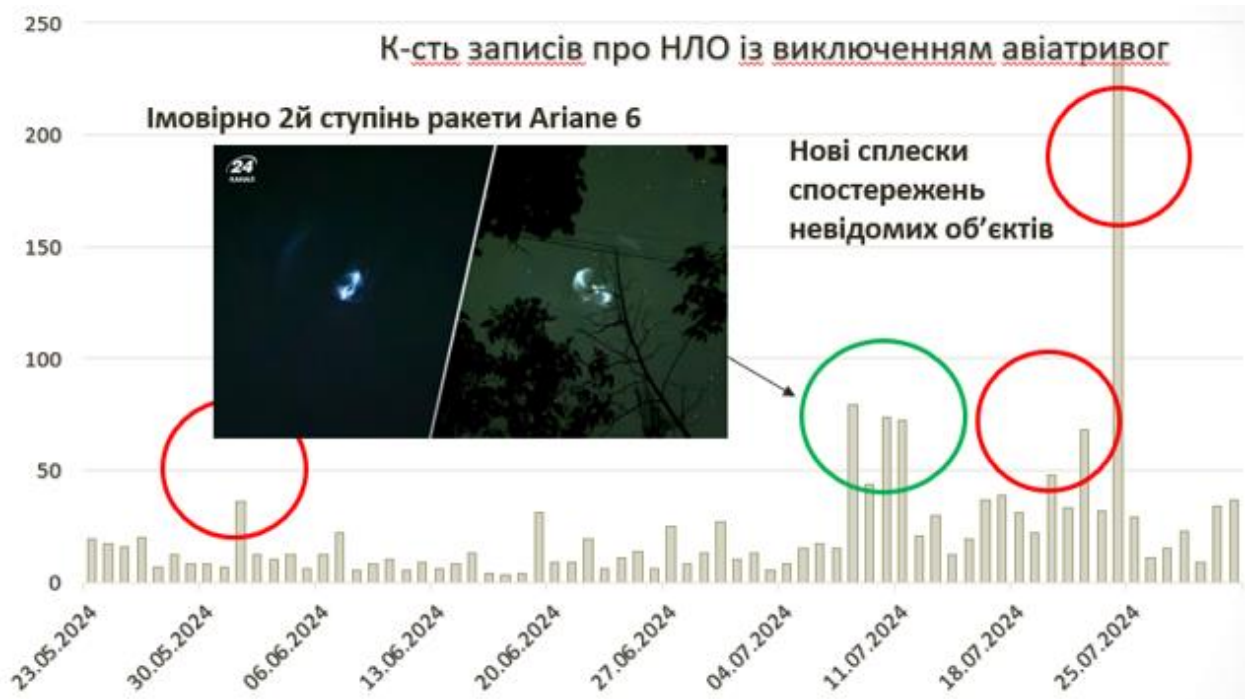 К-сть записів про НЛО із виключенням авіатривог
Імовірно 2й ступінь ракети Ariane 6
24
КАНАЛ
Нові сплески
спостережень
невідомих об’єктів
250
200
150
100
50
0
23.05.2024
30.05.2024
06.06.2024
13.06.2024
20.06.2024
27.06.2024
04.07.2024
11.07.2024
18.07.2024
25.07.2024